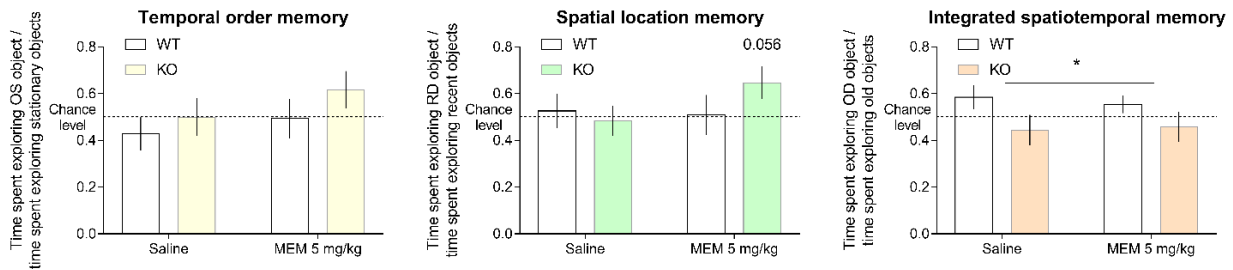 Temporal order memory
Time spent exploring OS object /
time spent exploring stationary objects
0.8
0.6
0.4
0.2
0.0
WT
KO
Chance
level
Saline
MEM 5 mg/kg
Spatial location memory
Time spent exploring RD object /
time spent exploring recent objects
0.8
0.6
0.4
0.2
0.0
WT
KO
0.056
Chance
level
Saline
MEM 5 mg/kg
Integrated spatiotemporal memory
Time spent exploring OD object /
time spent exploring old objects
0.8
0.6
0.4
0.2
0.0
WT
KO
*
Chance
level
Saline
MEM 5 mg/kg